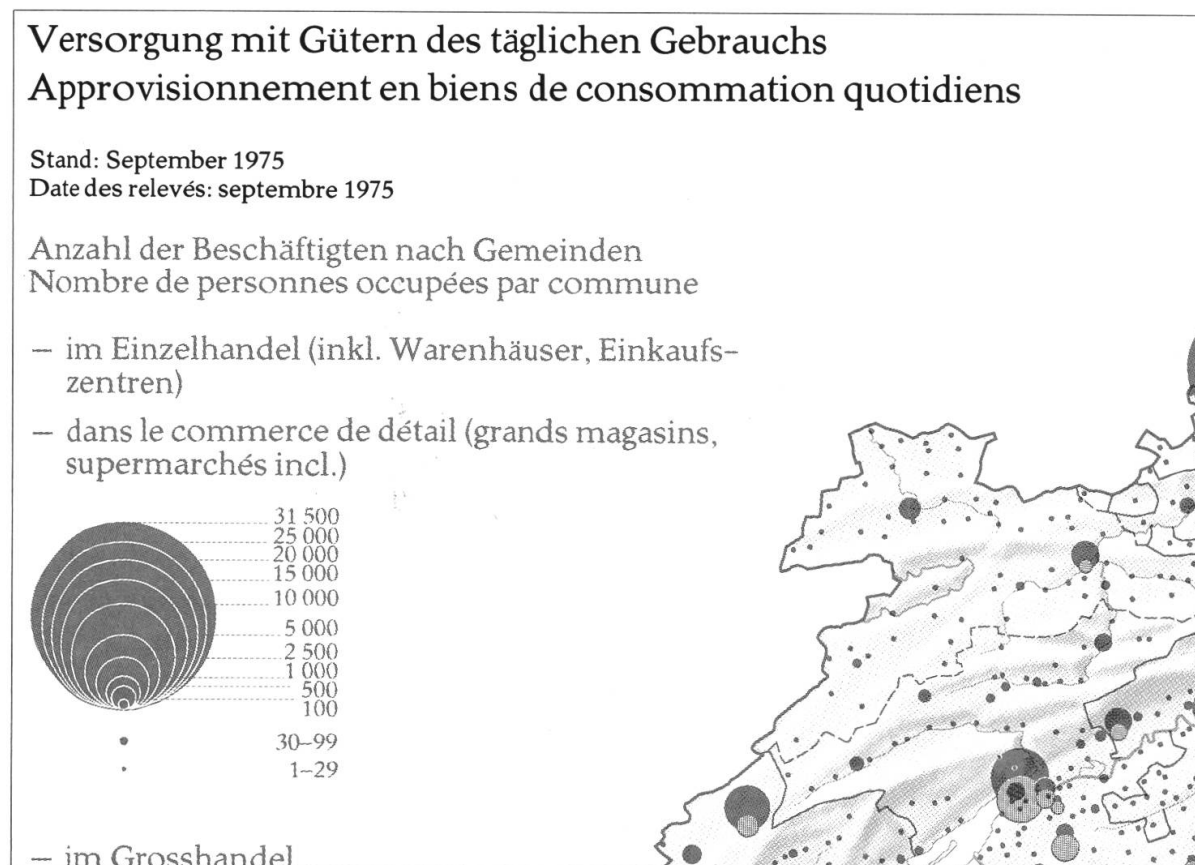 Versorgung mit Gütern des täglichen Gebrauchs
Approvisionnement en biens de consommation quotidiens
Stand: September 1975
Date des relevés: septembre 1975
Anzahl der Beschäftigten nach Gemeinden
Nombre de personnes occupées par commune
— im Einzelhandel (inkl. Warenhäuser, Einkaufs-
zentren)
— dans le commerce de détail (grands magasins,
supermarchés incl.)
31 500
25 000
20 000
15 000
10 000
5 000
2 500
1 000
500
100
30–99
1–29
— im Grosshandel